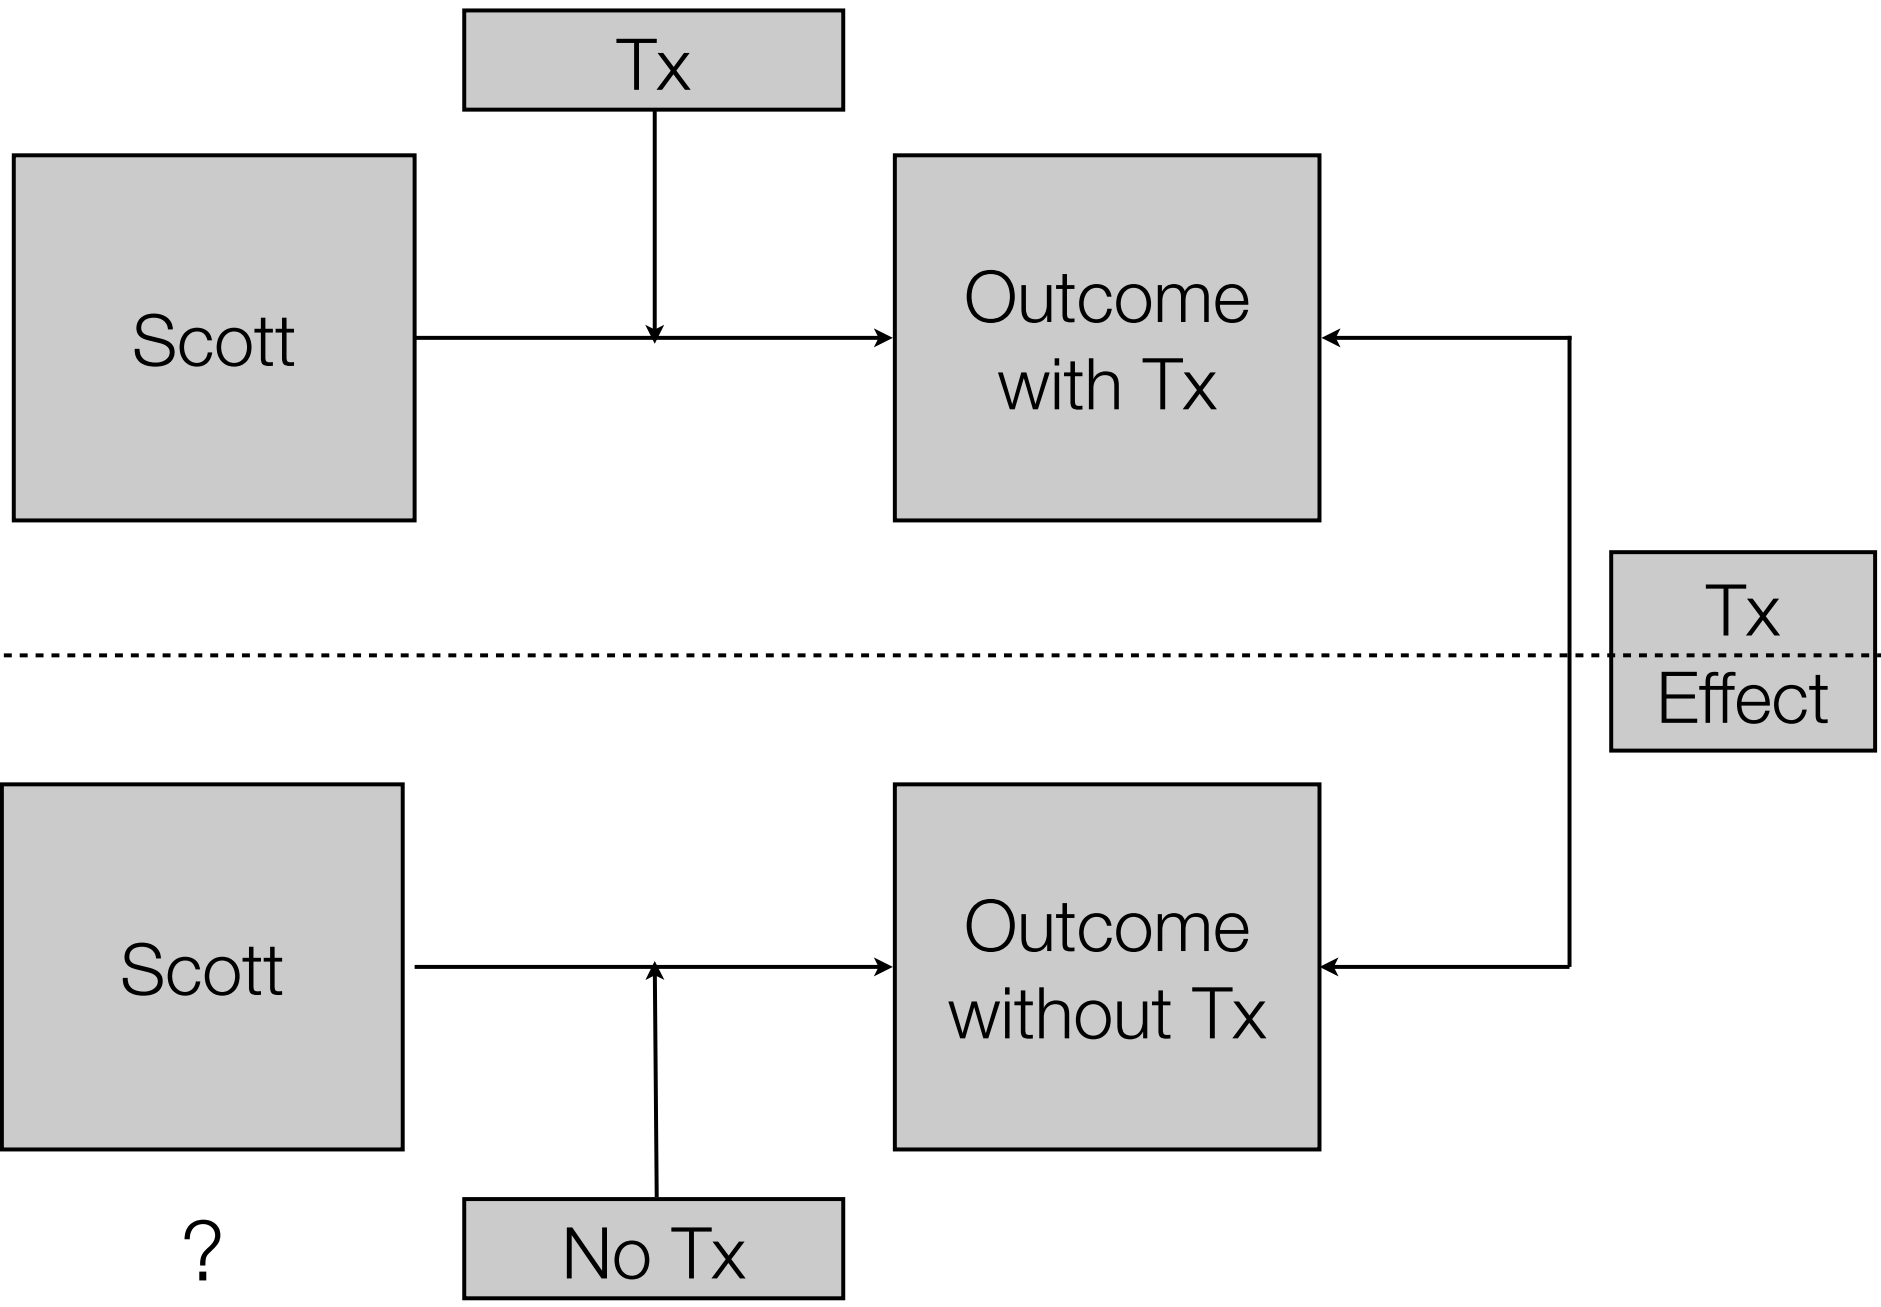 Tx
Scott
Outcome
with Tx
Tx
Effect
Scott
Outcome
without Tx
?
No Tx